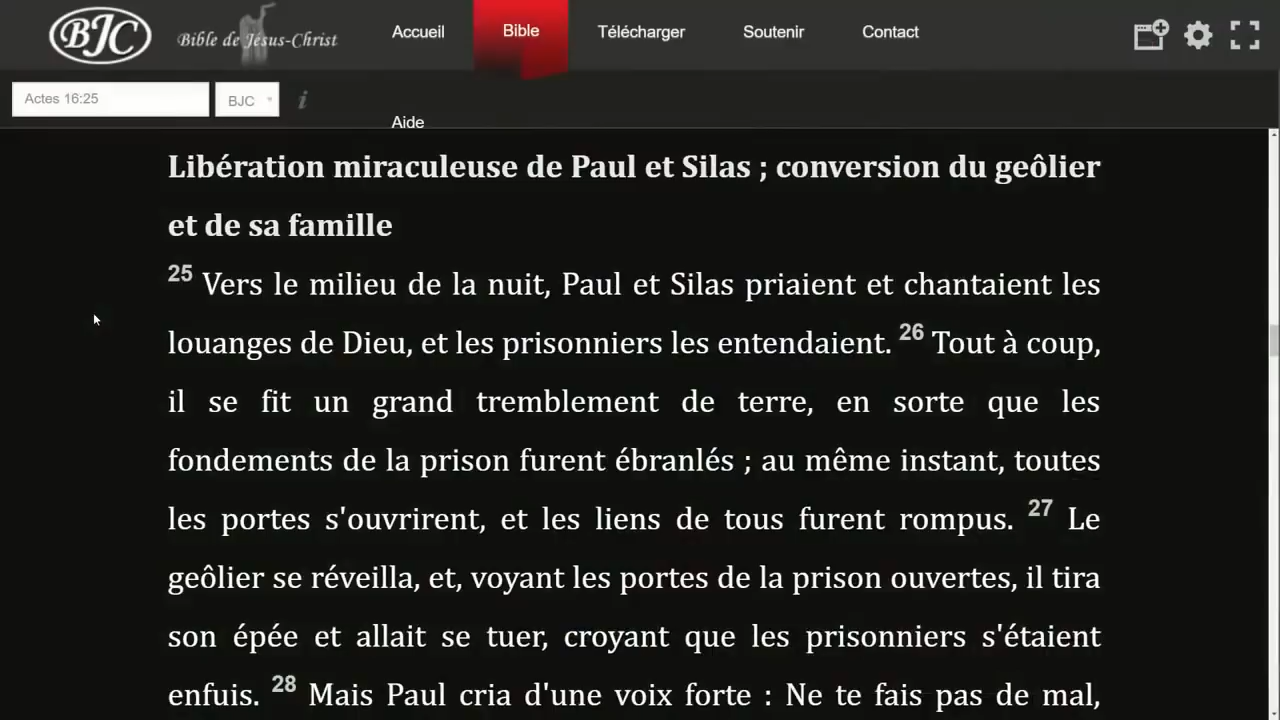 BJC Bible de Jésus-Christ Accueil Bible Télécharger Soutenir Contact
Actes 16:25 BJC i
Aide
Libération miraculeuse de Paul et Silas ; conversion du geôlier
et de sa famille
25 Vers le milieu de la nuit, Paul et Silas priaient et chantaient les
louanges de Dieu, et les prisonniers les entendaient. 26 Tout à coup,
il se fit un grand tremblement de terre, en sorte que les
fondements de la prison furent ébranlés ; au même instant, toutes
les portes s'ouvrirent, et les liens de tous furent rompus. 27 Le
geôlier se réveilla, et, voyant les portes de la prison ouvertes, il tira
son épée et allait se tuer, croyant que les prisonniers s'étaient
enfuis. 28 Mais Paul cria d'une voix forte : Ne te fais pas de mal,